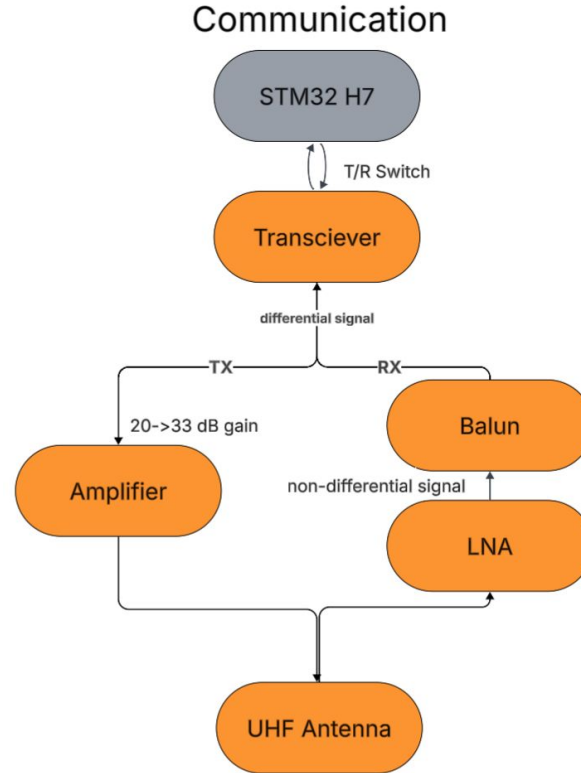 Communication
STM32 H7
T/R Switch
Transciever
differential signal
TX
RX
20->33 dB gain
Balun
Amplifier
non-differential signal
LNA
UHF Antenna